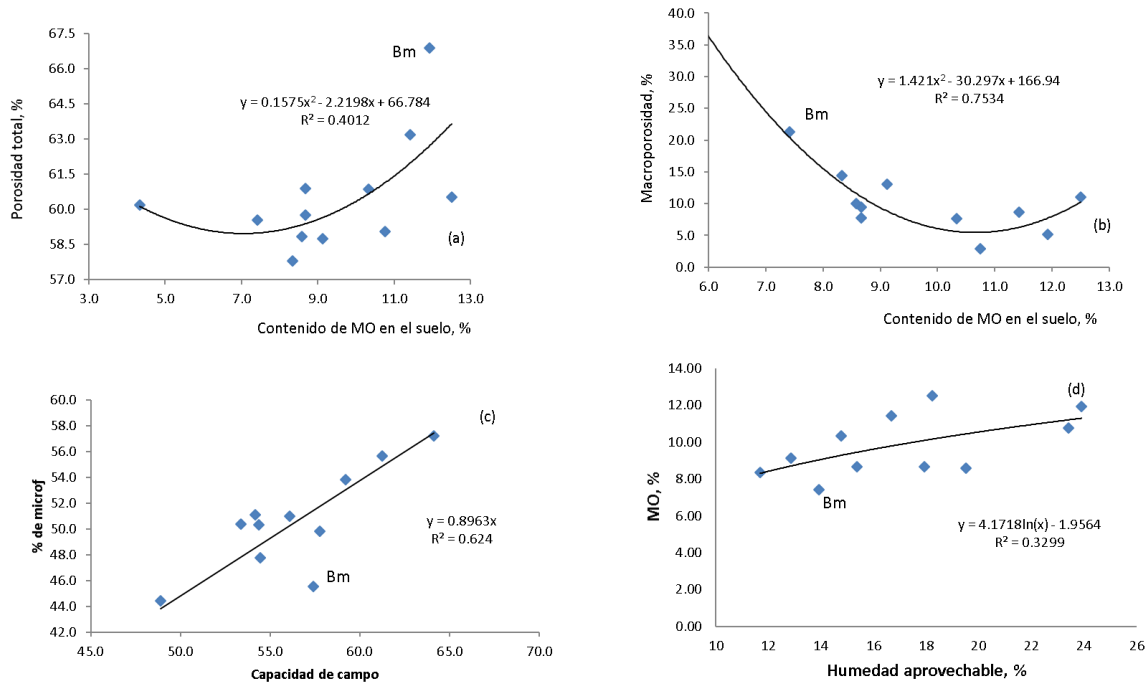 67.5
66.0
64.5
63.0
61.5
60.0
58.5
57.0
Porosidad total, %
Bm
y = 0.1575x² - 2.2198x + 66.784
R² = 0.4012
(a)
3.0 5.0 7.0 9.0 11.0 13.0
Contenido de MO en el suelo, %
40.0
35.0
30.0
25.0
20.0
15.0
10.0
5.0
0.0
Macroporosidad, %
y = 1.421x² - 30.297x + 166.94
R² = 0.7534
Bm
(b)
6.0 7.0 8.0 9.0 10.0 11.0 12.0 13.0
Contenido de MO en el suelo, %
60.0
58.0
56.0
54.0
52.0
50.0
48.0
46.0
44.0
42.0
% de microf
(c)
y = 0.8963x
R² = 0.624
Bm
45.0 50.0 55.0 60.0 65.0 70.0
Capacidad de campo
14.00
12.00
10.00
8.00
6.00
4.00
2.00
0.00
MO, %
(d)
Bm
y = 4.1718ln(x) - 1.9564
R² = 0.3299
10 12 14 16 18 20 22 24 26
Humedad aprovechable, %